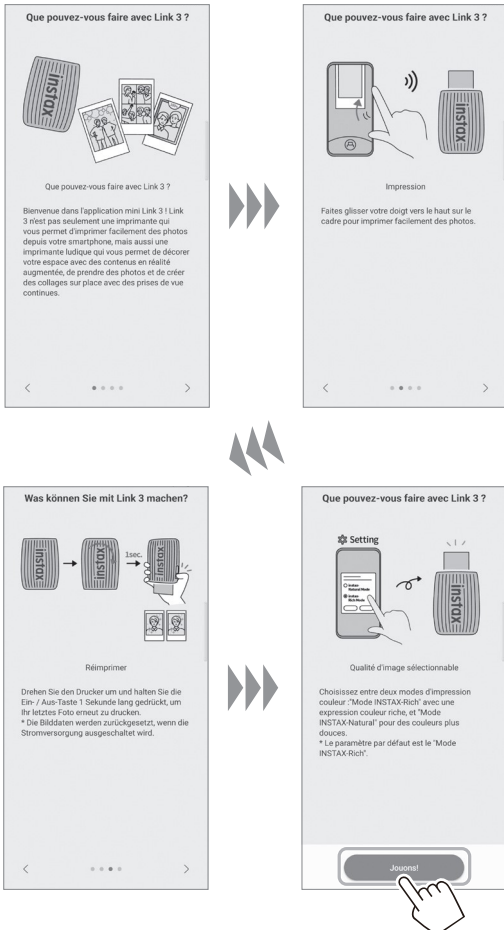 Que pouvez-vous faire avec Link 3 ?
instax
Que pouvez-vous faire avec Link 3 ?
Bienvenue dans l'application mini Link 3 ! Link
3 n'est pas seulement une imprimante qui
vous permet d'imprimer facilement des photos
depuis votre smartphone, mais aussi une
imprimante ludique qui vous permet de décorer
votre espace avec des contenus en réalité
augmentée, de prendre des photos et de créer
des collages sur place avec des prises de vue
continues.
Que pouvez-vous faire avec Link 3 ?
instax
Impression
Faites glisser votre doigt vers le haut sur le
cadre pour imprimer facilement des photos.
Was können Sie mit Link 3 machen?
instax
instax
1sec.
instax
Réimprimer
Drehen Sie den Drucker um und halten Sie die
Ein- / Aus-Taste 1 Sekunde lang gedrückt, um
Ihr letztes Foto erneut zu drucken.
* Die Bilddaten werden zurückgesetzt, wenn die
Stromversorgung ausgeschaltet wird.
Que pouvez-vous faire avec Link 3 ?
Setting
instax
Natural Mode
instax
Rich Mode
instax
Qualité d'image sélectionnable
Choisissez entre deux modes d'impression
couleur :"Mode INSTAX-Rich" avec une
expression couleur riche, et "Mode
INSTAX-Natural" pour des couleurs plus
douces.
* Le paramètre par défaut est le "Mode
INSTAX-Rich".
Jouons!